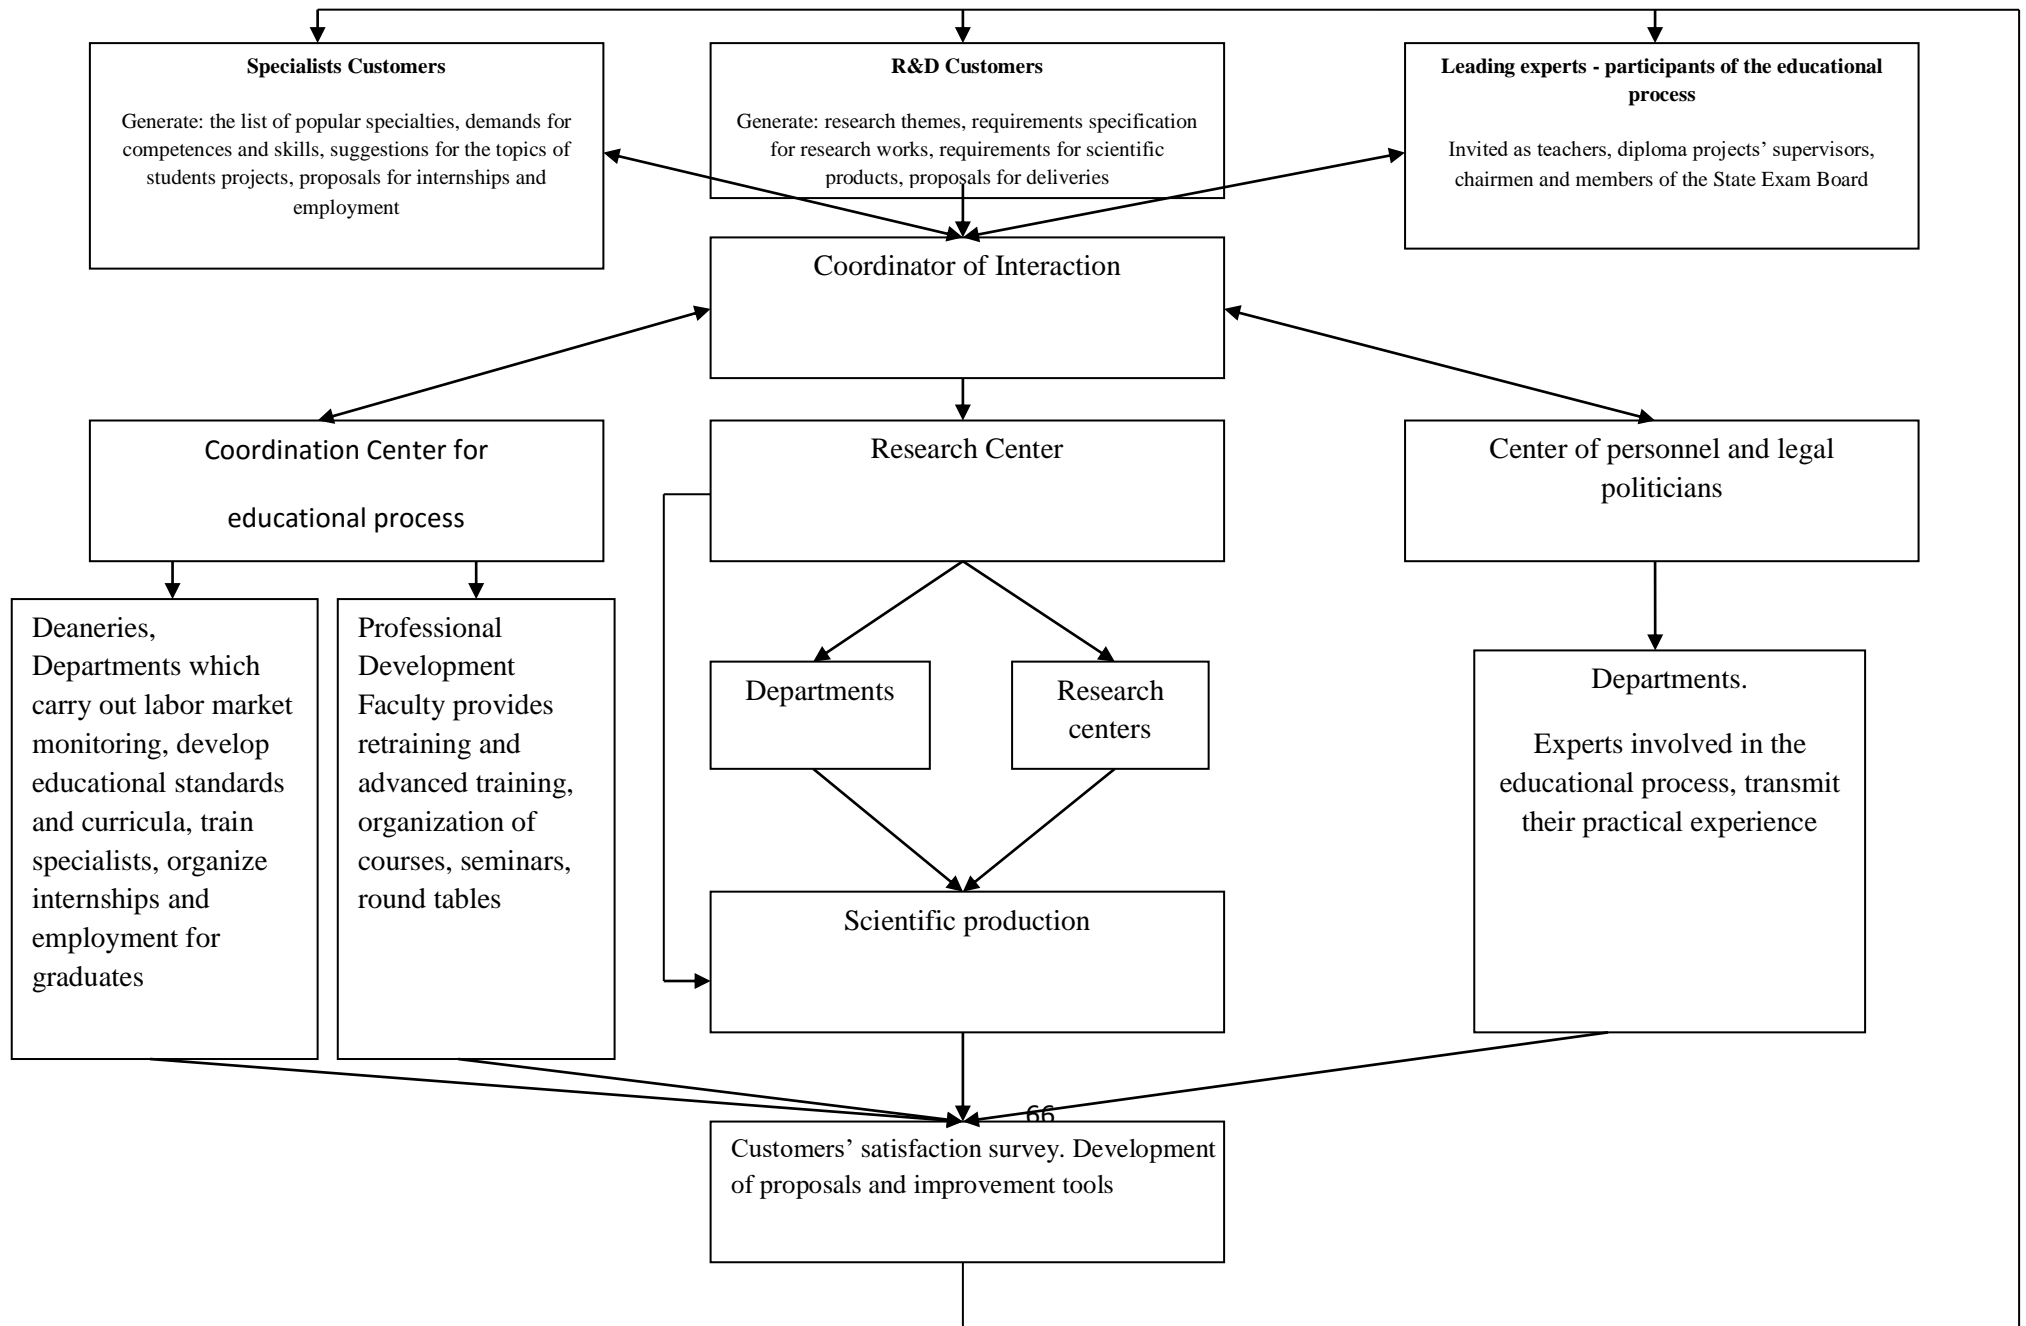 Specialists Customers
Generate: the list of popular specialties, demands for
competences and skills, suggestions for the topics of
students projects, proposals for internships and
employment
R&D Customers
Generate: research themes, requirements specification
for research works, requirements for scientific
products, proposals for deliveries
Leading experts - participants of the educational
process
Invited as teachers, diploma projects’ supervisors,
chairmen and members of the State Exam Board
Coordinator of Interaction
Coordination Center for
educational process
Research Center
Center of personnel and legal
politicians
Deaneries,
Departments which
carry out labor market
monitoring, develop
educational standards
and curricula, train
specialists, organize
internships and
employment for
graduates
Professional
Development
Faculty provides
retraining and
advanced training,
organization of
courses, seminars,
round tables
Departments
Research
centers
Departments.
Experts involved in the
educational process, transmit
their practical experience
Scientific production
66
Customers’ satisfaction survey. Development
of proposals and improvement tools